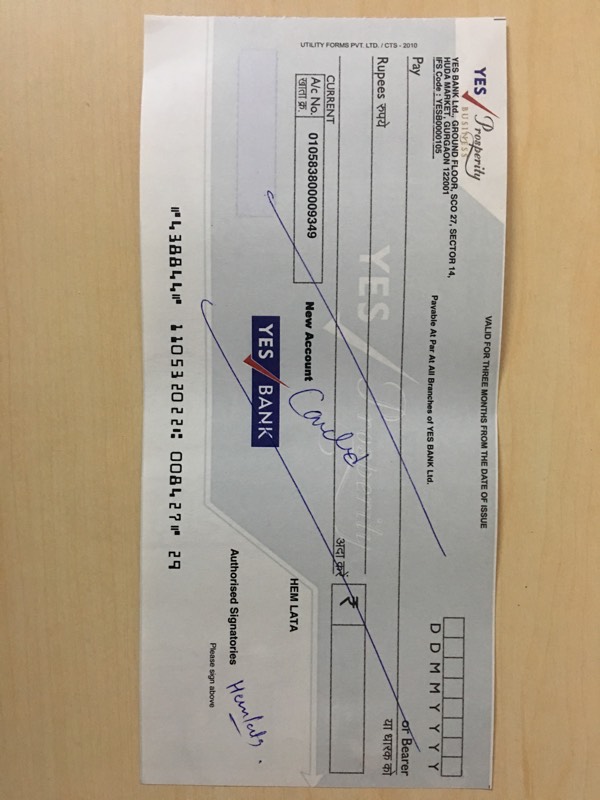 UTILITY FORMS PVT. LTD. / CTS - 2010
YES Prosperity
BUSINESS
YES BANK Ltd., GROUND FLOOR, SCO 27, SECTOR 14,
HUDA MARKET, GURGAON 122001
IFS Code : YESB0000105
VALID FOR THREE MONTHS FROM THE DATE OF ISSUE
Payable At Par At All Branches of YES BANK Ltd.
D D M M Y Y Y Y
Pay
or Bearer
या धारक को
Rupees रुपये
अदा करें
₹
YES Prosperity
CURRENT
A/c No.
खाता क्र.
010583800009349
New Account
HEM LATA
YES BANK
Authorised Signatories
Please sign above
Hemlata.
⑈438844⑈ 110532022⑆ 008427⑈ 29